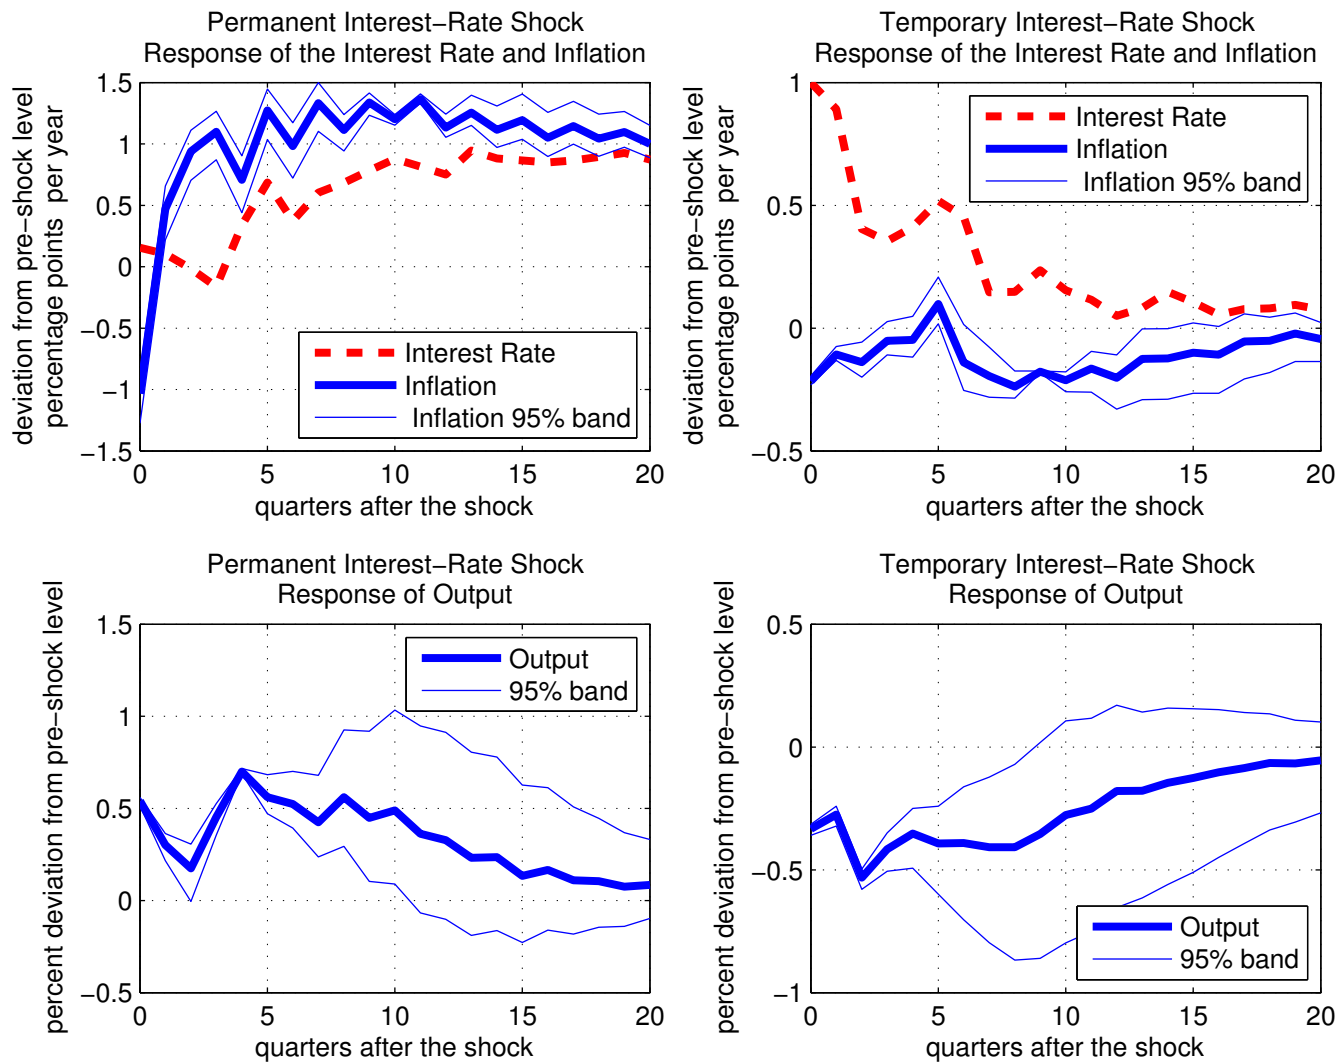 Permanent Interest−Rate Shock
Response of the Interest Rate and Inflation
deviation from pre−shock level
percentage points per year
1.5
1
0.5
0
−0.5
−1
−1.5
Interest Rate
Inflation
Inflation 95% band
0 5 10 15 20
quarters after the shock
Temporary Interest−Rate Shock
Response of the Interest Rate and Inflation
deviation from pre−shock level
percentage points per year
1
0.5
0
−0.5
Interest Rate
Inflation
Inflation 95% band
0 5 10 15 20
quarters after the shock
Permanent Interest−Rate Shock
Response of Output
percent deviation from pre−shock level
1.5
1
0.5
0
−0.5
Output
95% band
0 5 10 15 20
quarters after the shock
Temporary Interest−Rate Shock
Response of Output
percent deviation from pre−shock level
0.5
0
−0.5
−1
Output
95% band
0 5 10 15 20
quarters after the shock